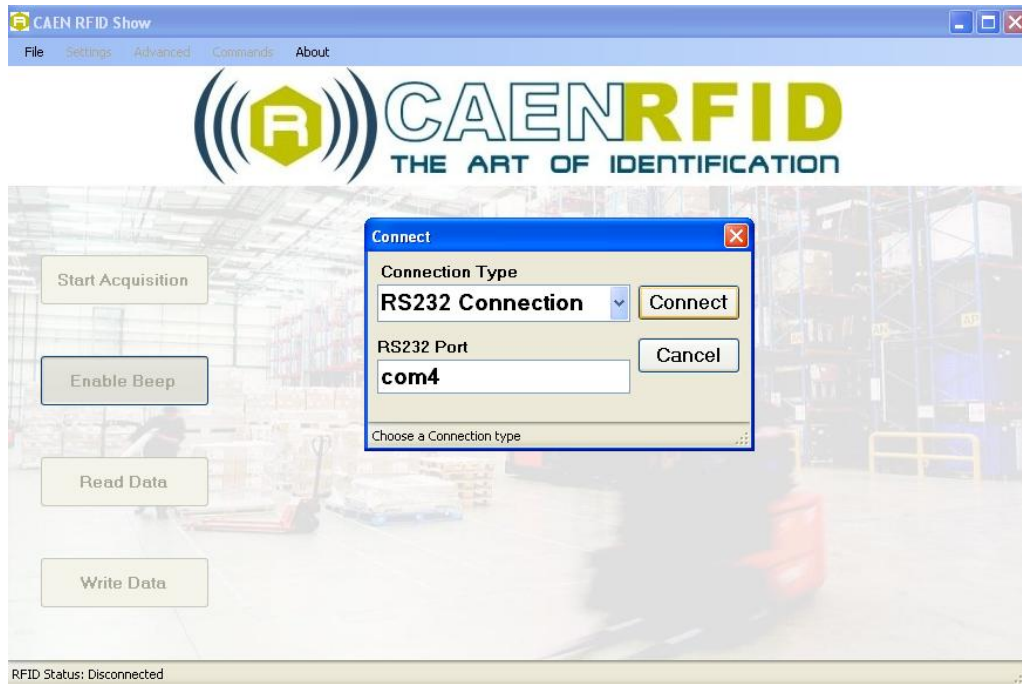 CAEN RFID Show
File Settings Advanced Commands About
R CAENRFID
THE ART OF IDENTIFICATION
Connect
Connection Type
RS232 Connection Connect
RS232 Port Cancel
com4
Choose a Connection type
Start Acquisition
Enable Beep
Read Data
Write Data
RFID Status: Disconnected